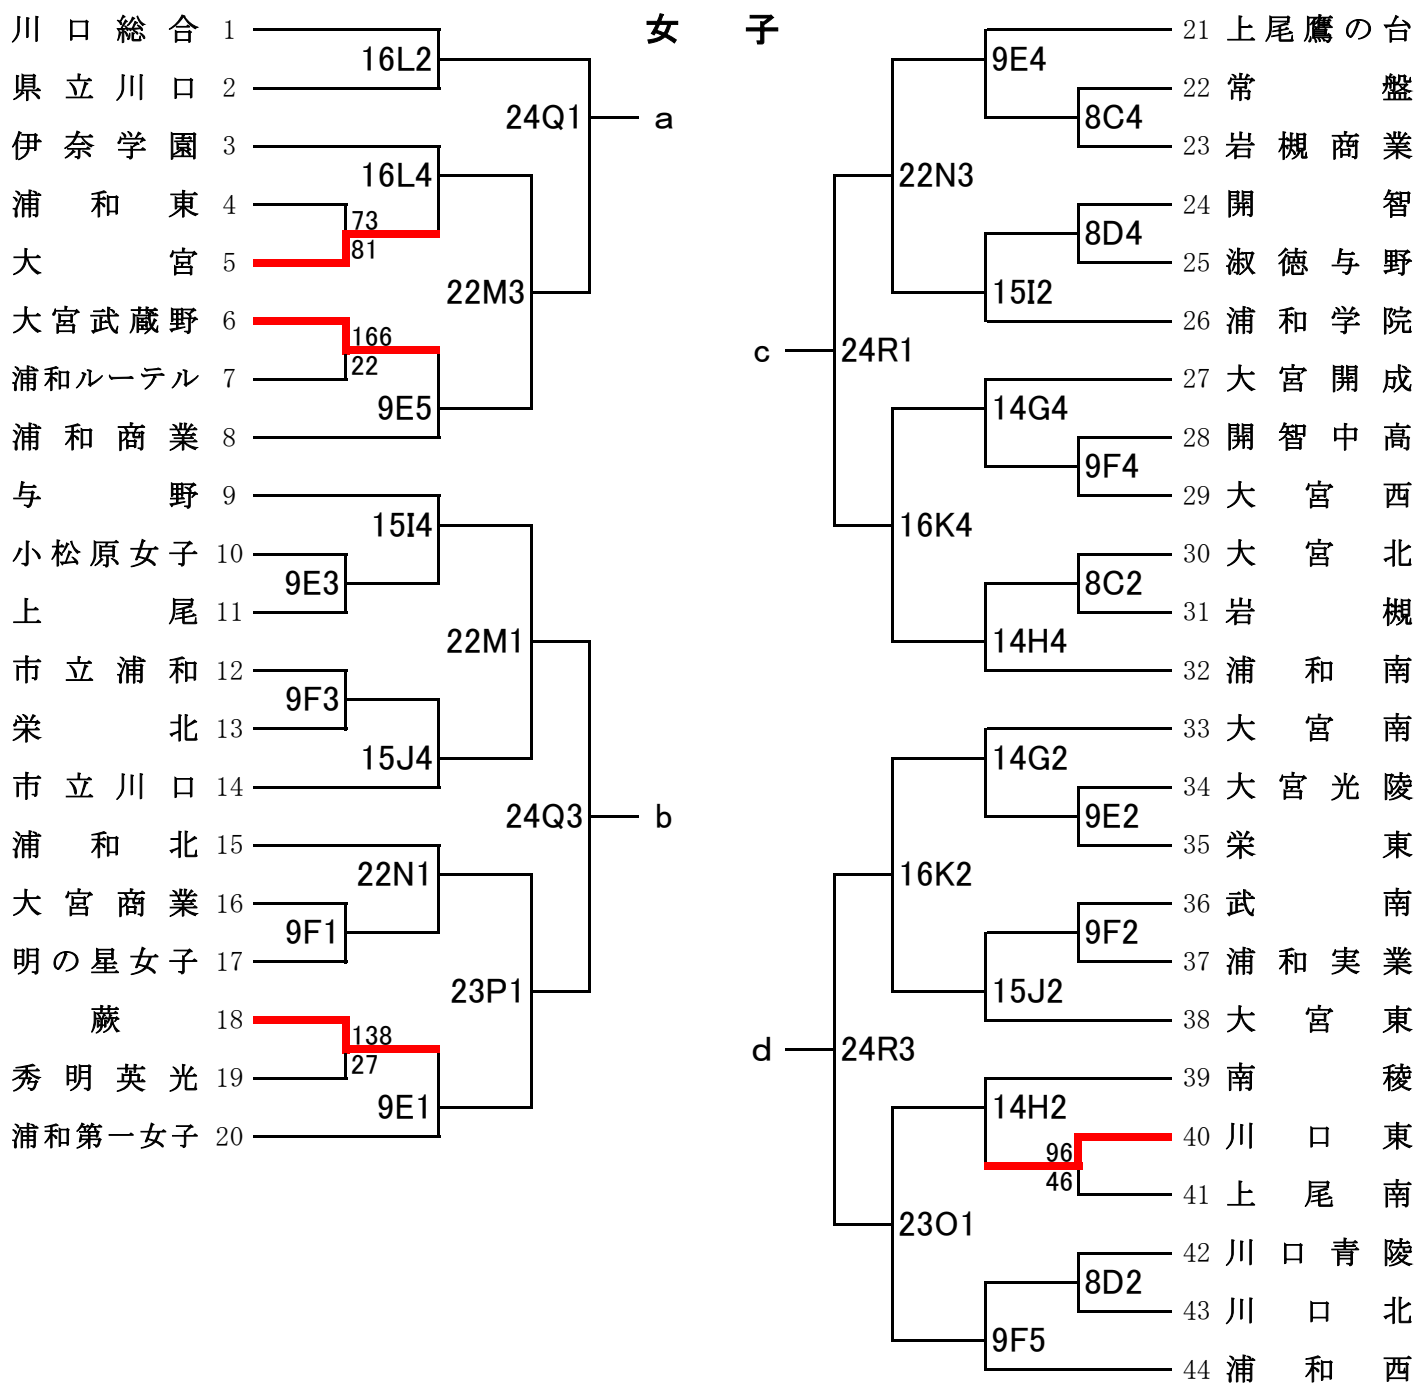 女 子
川口総合 1
16L2
県立川口 2
24Q1 a
伊奈学園 3
16L4
浦和東 4
73
81
大宮 5
22M3
大宮武蔵野 6
166
22
浦和ルーテル 7
9E5
浦和商業 8
与野 9
15I4
小松原女子 10
9E3
上尾 11
22M1
市立浦和 12
9F3
栄北 13
15J4
市立川口 14
24Q3 b
浦和北 15
22N1
大宮商業 16
9F1
明の星女子 17
23P1
蕨 18
138
27
秀明英光 19
9E1
浦和第一女子 20
21 上尾鷹の台
9E4
22 常盤
8C4
23 岩槻商業
22N3
24 開智
8D4
25 淑徳与野
15I2
26 浦和学院
c 24R1
27 大宮開成
14G4
28 開智中高
9F4
29 大宮西
16K4
30 大宮北
8C2
31 岩槻
14H4
32 浦和南
33 大宮南
14G2
34 大宮光陵
9E2
35 栄東
16K2
36 武南
9F2
37 浦和実業
15J2
38 大宮東
d 24R3
39 南稜
14H2
40 川口東
96
46
41 上尾南
23O1
42 川口青陵
8D2
43 川口北
9F5
44 浦和西